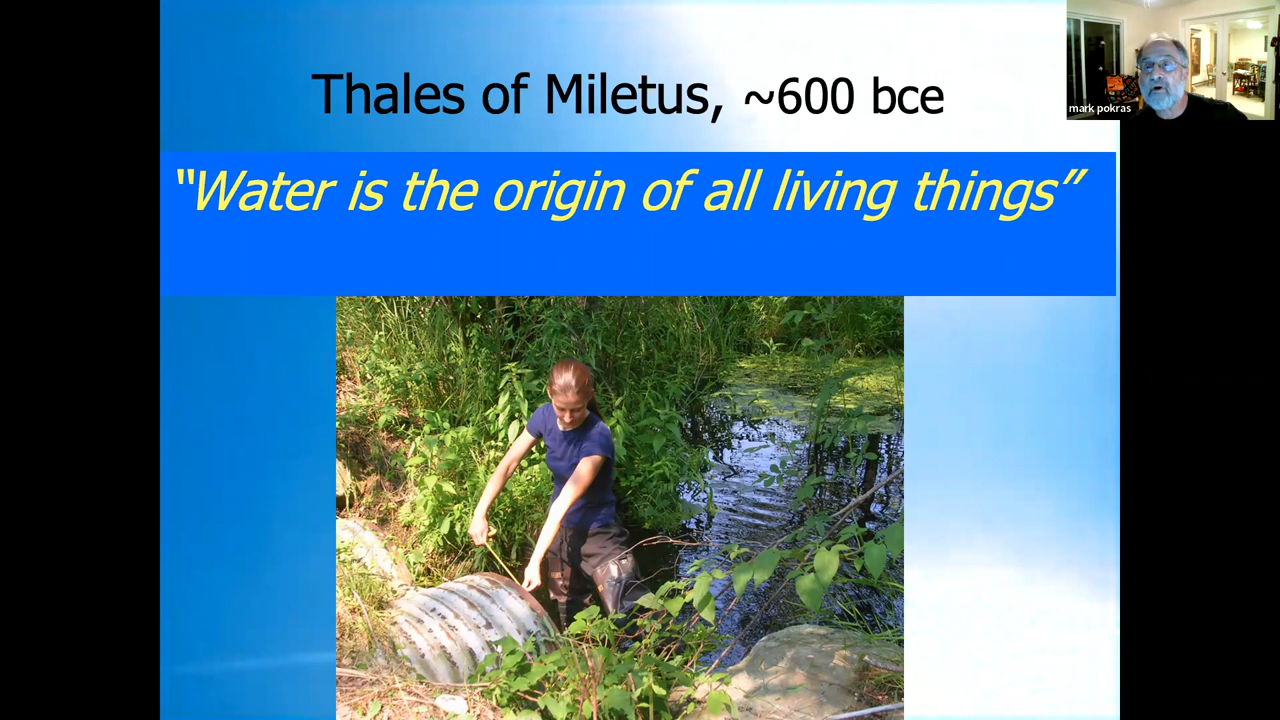 Thales of Miletus, ~600 bce
“Water is the origin of all living things”
mark pokras